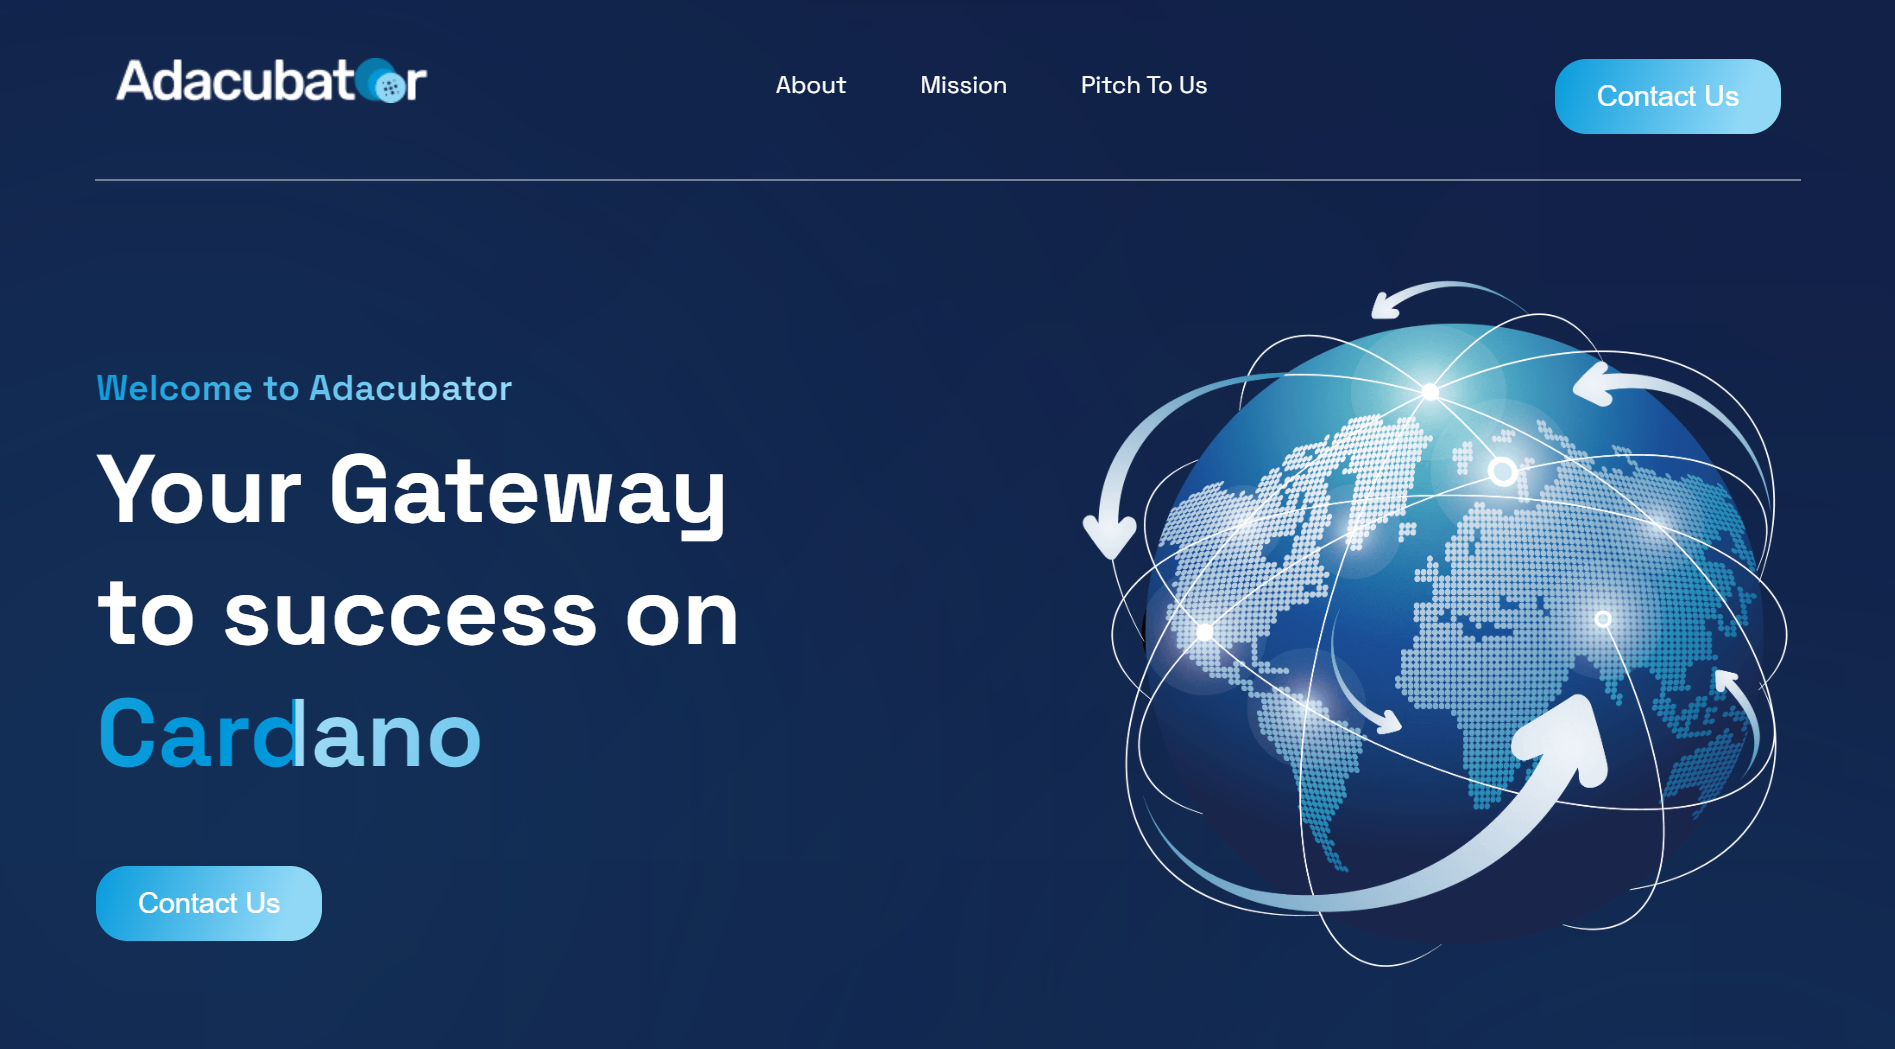 Adacubator
About
Mission
Pitch To Us
Contact Us
Welcome to Adacubator
Your Gateway
to success on
Cardano
Contact Us